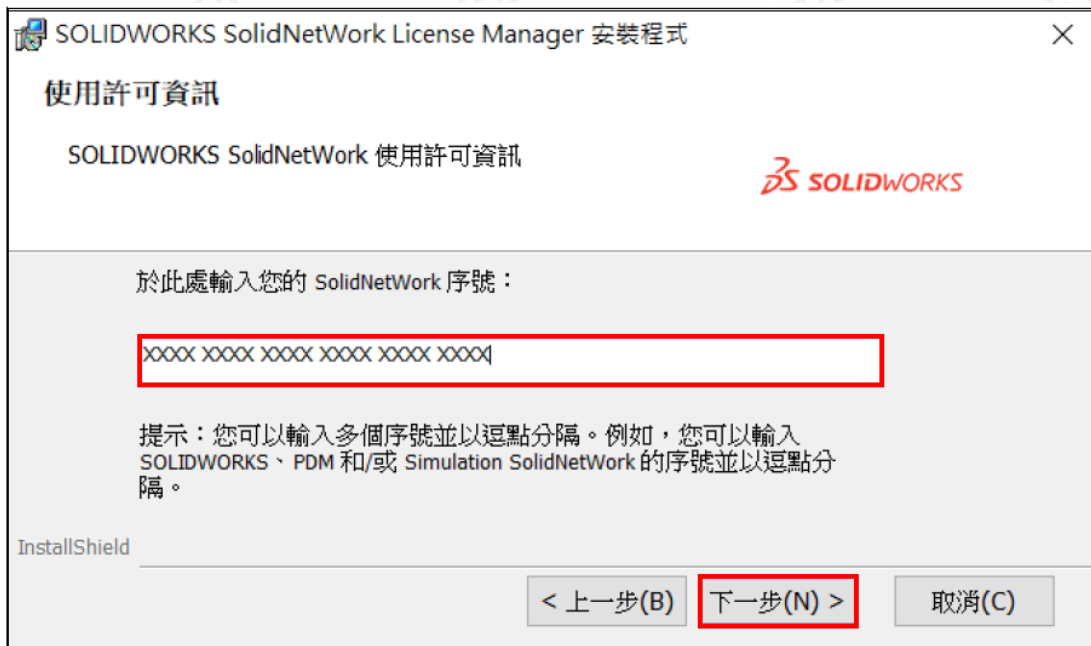 SOLIDWORKS SolidNetWork License Manager 安裝程式
使用許可資訊
SOLIDWORKS SolidNetWork 使用許可資訊
SOLIDWORKS
於此處輸入您的 SolidNetWork 序號：
XXXX XXXX XXXX XXXX XXXX XXXX
提示：您可以輸入多個序號並以逗點分隔。例如，您可以輸入
SOLIDWORKS、PDM 和/或 Simulation SolidNetWork 的序號並以逗點分
隔。
InstallShield
< 上一步(B) 下一步(N) > 取消(C)